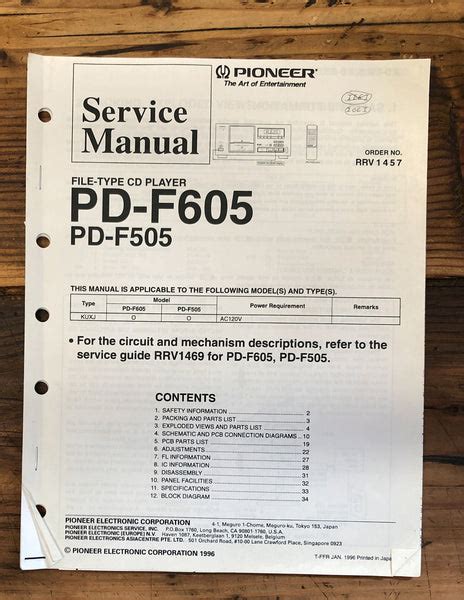 PIONEER
The Art of Entertainment
Service
Manual
ORDER NO.
RRV1457
FILE-TYPE CD PLAYER
PD-F605
PD-F505
THIS MANUAL IS APPLICABLE TO THE FOLLOWING MODEL(S) AND TYPE(S).
Type Model Power Requirement Remarks
PD-F605 PD-F505
KUXJ O O AC120V
• For the circuit and mechanism descriptions, refer to the
service guide RRV1469 for PD-F605, PD-F505.
CONTENTS
1. SAFETY INFORMATION 2
2. PACKING AND PARTS LIST 3
3. EXPLODED VIEWS AND PARTS LIST 4
4. SCHEMATIC AND PCB CONNECTION DIAGRAMS 10
5. PCB PARTS LIST 19
6. ADJUSTMENTS 22
7. FL INFORMATION 27
8. IC INFORMATION 28
9. DISASSEMBLY 31
10. PANEL FACILITIES 32
11. SPECIFICATIONS 33
12. BLOCK DIAGRAM 34
PIONEER ELECTRONIC CORPORATION 4-1, Meguro 1-Chome, Meguro-ku, Tokyo 153, Japan
PIONEER ELECTRONICS SERVICE, INC. P.O.Box 1760, Long Beach, CA 90801-1760, U.S.A.
PIONEER ELECTRONIC [EUROPE] N.V. Haven 1087, Keetberglaan 1, 9120 Melsele, Belgium
PIONEER ELECTRONICS ASIACENTRE PTE. LTD. 501 Orchard Road, #10-00 Lane Crawford Place, Singapore 0923
© PIONEER ELECTRONIC CORPORATION 1996
T-FFR JAN. 1996 Printed in Japan